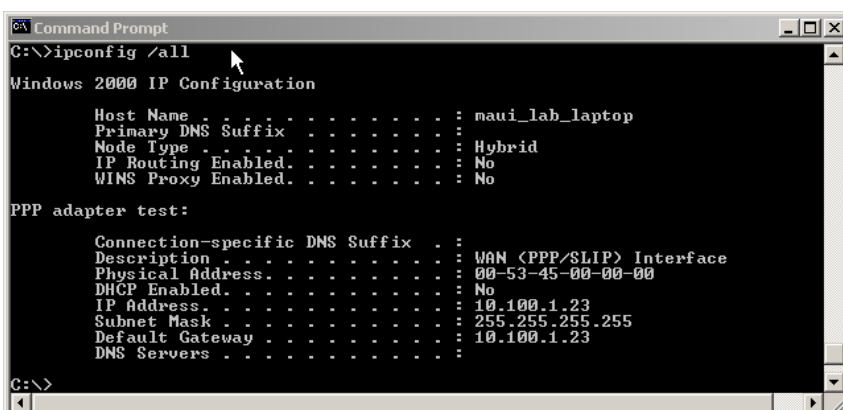 Command Prompt
C:\>ipconfig /all
Windows 2000 IP Configuration
Host Name . . . . . . . . . . . . : maui_lab_laptop
Primary DNS Suffix  . . . . . . . :
Node Type . . . . . . . . . . . . : Hybrid
IP Routing Enabled. . . . . . . . : No
WINS Proxy Enabled. . . . . . . . : No
PPP adapter test:
Connection-specific DNS Suffix  . :
Description . . . . . . . . . . . : WAN (PPP/SLIP) Interface
Physical Address. . . . . . . . . : 00-53-45-00-00-00
DHCP Enabled. . . . . . . . . . . : No
IP Address. . . . . . . . . . . . : 10.100.1.23
Subnet Mask . . . . . . . . . . . : 255.255.255.255
Default Gateway . . . . . . . . . : 10.100.1.23
DNS Servers . . . . . . . . . . . :
C:\>